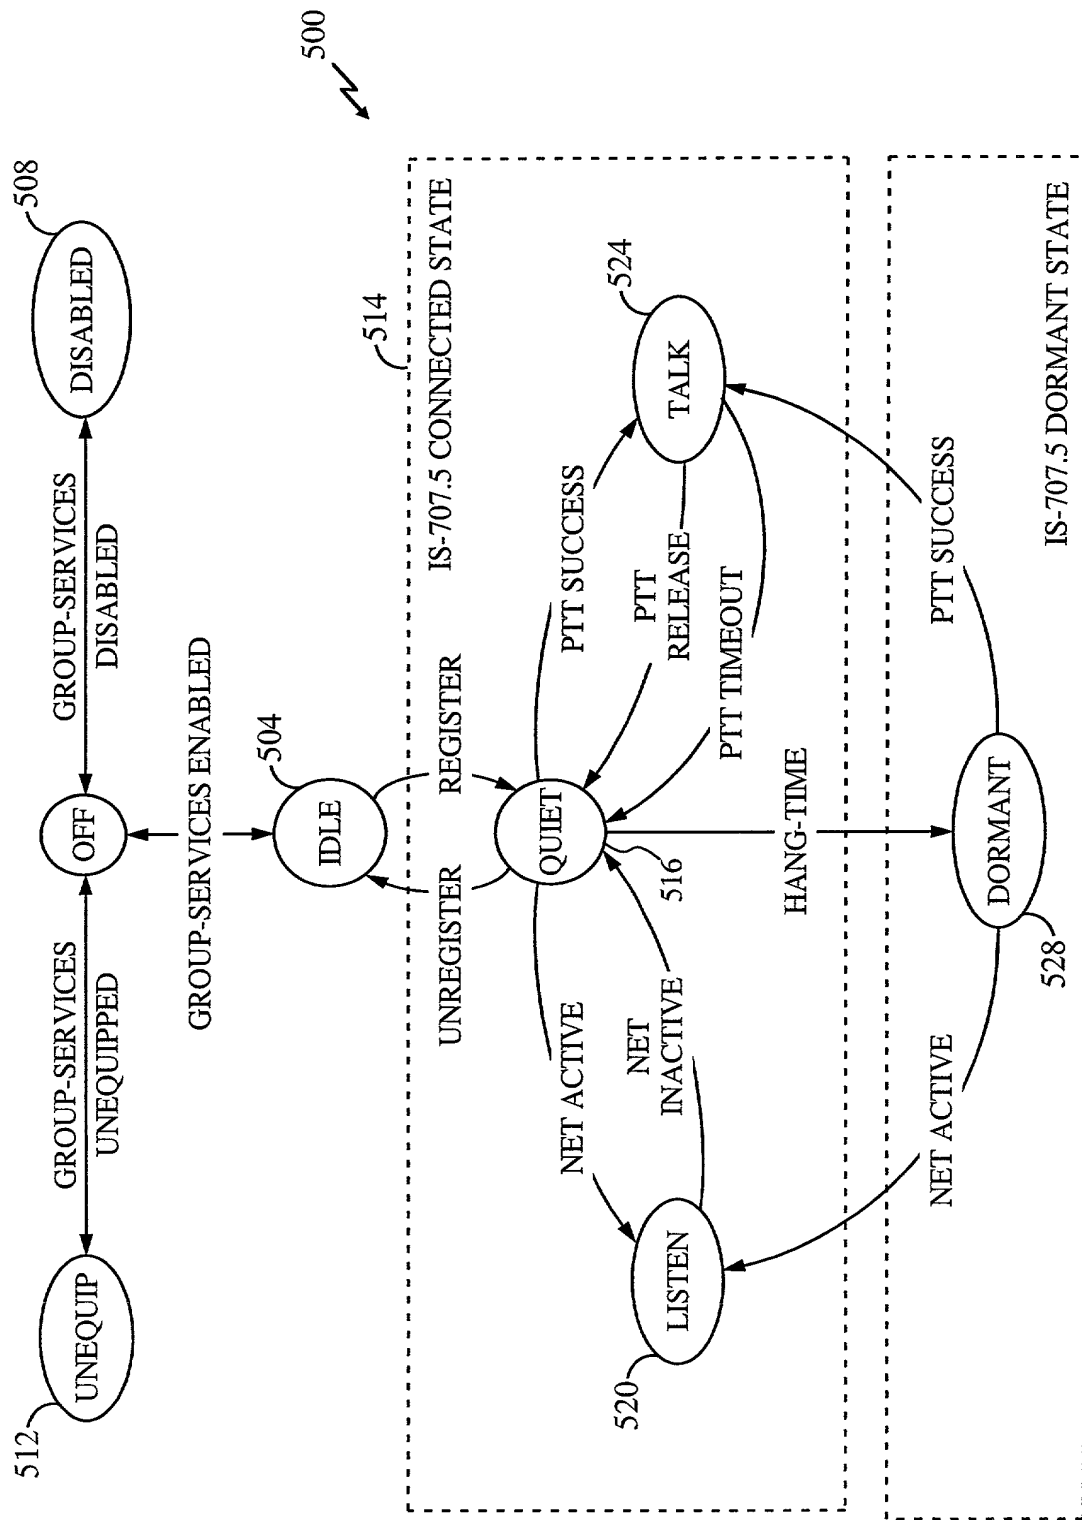 500
508
DISABLED
GROUP-SERVICES
DISABLED
OFF
GROUP-SERVICES
UNEQUIPPED
UNEQUIP
512
GROUP-SERVICES ENABLED
504
IDLE
514
IS-707.5 CONNECTED STATE
REGISTER
UNREGISTER
QUIET
516
PTT SUCCESS
524
TALK
PTT
RELEASE
PTT TIMEOUT
NET ACTIVE
NET
INACTIVE
LISTEN
520
HANG-TIME
PTT SUCCESS
NET ACTIVE
DORMANT
528
IS-707.5 DORMANT STATE